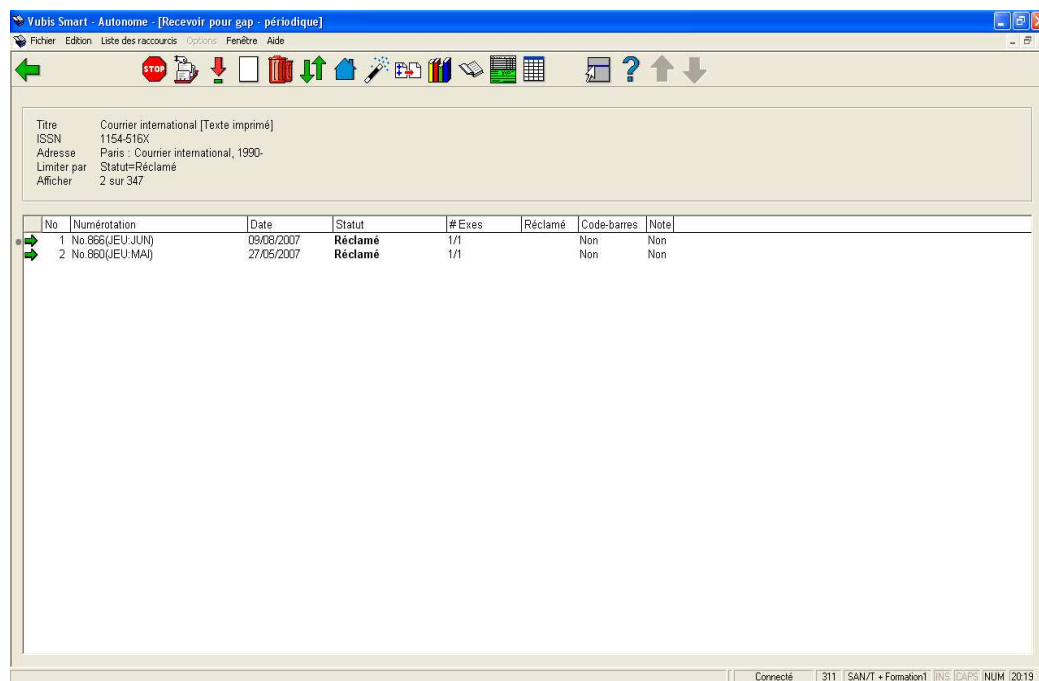 Vubis Smart - Autonome - [Recevoir pour gap - périodique]
Fichier Edition Liste des raccourcis Options Fenêtre Aide
STOP
Titre Courrier international [Texte imprimé]
ISSN 1154-516X
Adresse Paris : Courrier international, 1990-
Limiter par Statut=Réclamé
Afficher 2 sur 347
No Numérotation Date Statut # Exes Réclamé Code-barres Note
1 No.866(JEU:JUN) 09/08/2007 Réclamé 1/1 Non Non
2 No.860(JEU:MAI) 27/05/2007 Réclamé 1/1 Non Non
Connecté 311 SAN/T + Formation1 INS CAPS NUM 20:19